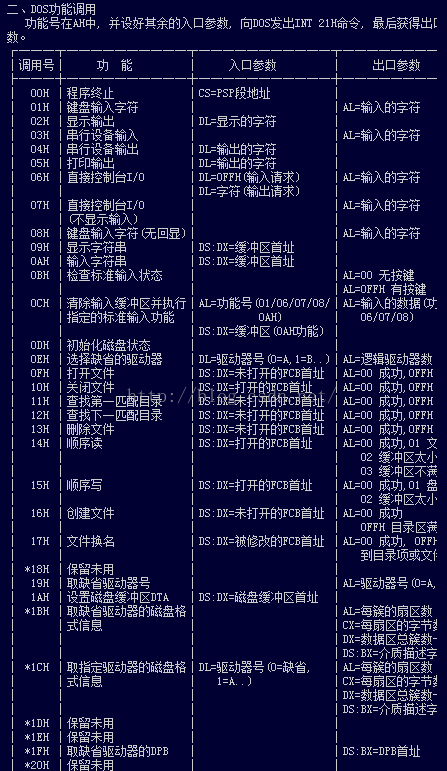 二、DOS功能调用
功能号在AH中, 并设好其余的入口参数, 向DOS发出INT 21H命令, 最后获得出口
数。
调用号 功 能 入口参数 出口参数
00H 程序终止 CS=PSP段地址
01H 键盘输入字符 AL=输入的字符
02H 显示输出 DL=显示的字符
03H 串行设备输入 AL=输入的字符
04H 串行设备输出 DL=输出的字符
05H 打印输出 DL=输出的字符
06H 直接控制台I/O DL=0FFH(输入请求) AL=输入的字符
DL=字符(输出请求)
07H 直接控制台I/O AL=输入的字符
(不显示输入)
08H 键盘输入字符(无回显) AL=输入的字符
09H 显示字符串 DS:DX=缓冲区首址
0AH 输入字符串 DS:DX=缓冲区首址
0BH 检查标准输入状态 AL=00 无按键
AL=0FFH 有按键
0CH 清除输入缓冲区并执行 AL=功能号(01/06/07/08/ AL=输入的数据(功
指定的标准输入功能 0AH) 06/07/08)
DS:DX=缓冲区(0AH功能)
0DH 初始化磁盘状态
0EH 选择缺省的驱动器 DL=驱动器号(0=A,1=B..) AL=逻辑驱动器数
0FH 打开文件 DS:DX=未打开的FCB首址 AL=00 成功,0FFH
10H 关闭文件 DS:DX=未打开的FCB首址 AL=00 成功,0FFH
11H 查找第一匹配目录 DS:DX=未打开的FCB首址 AL=00 成功,0FFH
12H 查找下一匹配目录 DS:DX=未打开的FCB首址 AL=00 成功,0FFH
13H 删除文件 DS:DX=未打开的FCB首址 AL=00 成功,0FFH
14H 顺序读 DS:DX=打开的FCB首址 AL=00 成功,01 文
02 缓冲区太小
03 缓冲区不满
15H 顺序写 DS:DX=打开的FCB首址 AL=00 成功,01 盘
02 缓冲区太小
16H 创建文件 DS:DX=未打开的FCB首址 AL=00 成功
0FFH 目录区满
17H 文件换名 DS:DX=被修改的FCB首址 AL=00 成功, 0FFH
到目录项或文件
*18H 保留未用
19H 取缺省驱动器号 AL=驱动器号(0=A,
1AH 设置磁盘缓冲区DTA DS:DX=磁盘缓冲区首址
*1BH 取缺省驱动器的磁盘格 AL=每簇的扇区数
式信息 CX=每扇区的字节数
DX=数据区总簇数-
DS:BX=介质描述字
*1CH 取指定驱动器的磁盘格 DL=驱动器号(0=缺省, AL=每簇的扇区数
式信息 1=A..) CX=每扇区的字节数
DX=数据区总簇数-
DS:BX=介质描述字
*1DH 保留未用
*1EH 保留未用
*1FH 取缺省驱动器的DPB DS:BX=DPB首址
*20H 保留未用